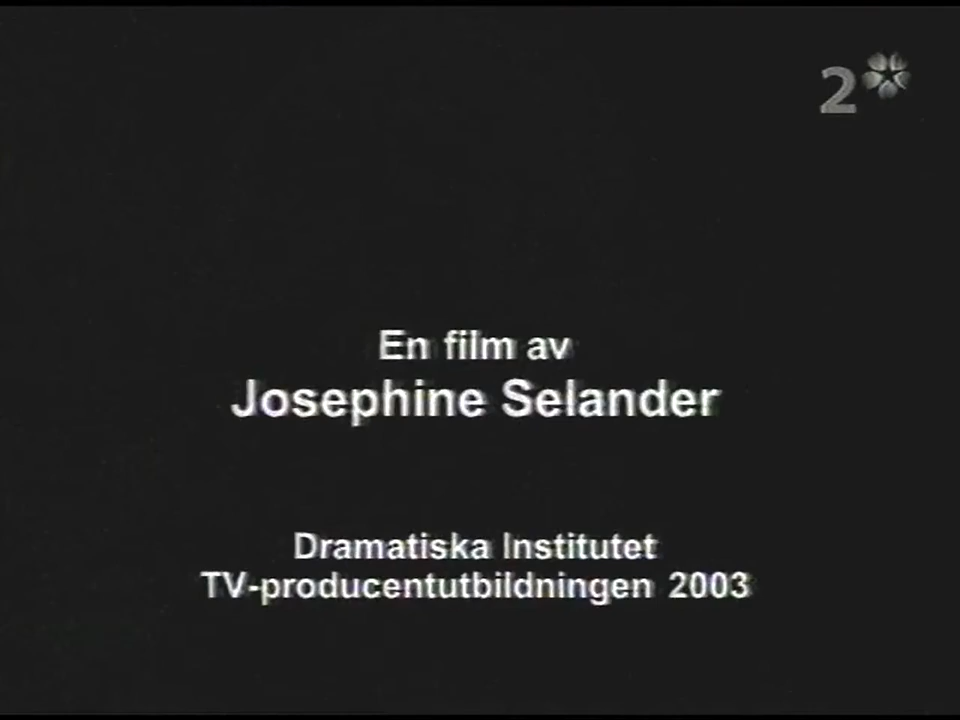 2
En film av
Josephine Selander
Dramatiska Institutet
TV-producentutbildningen 2003